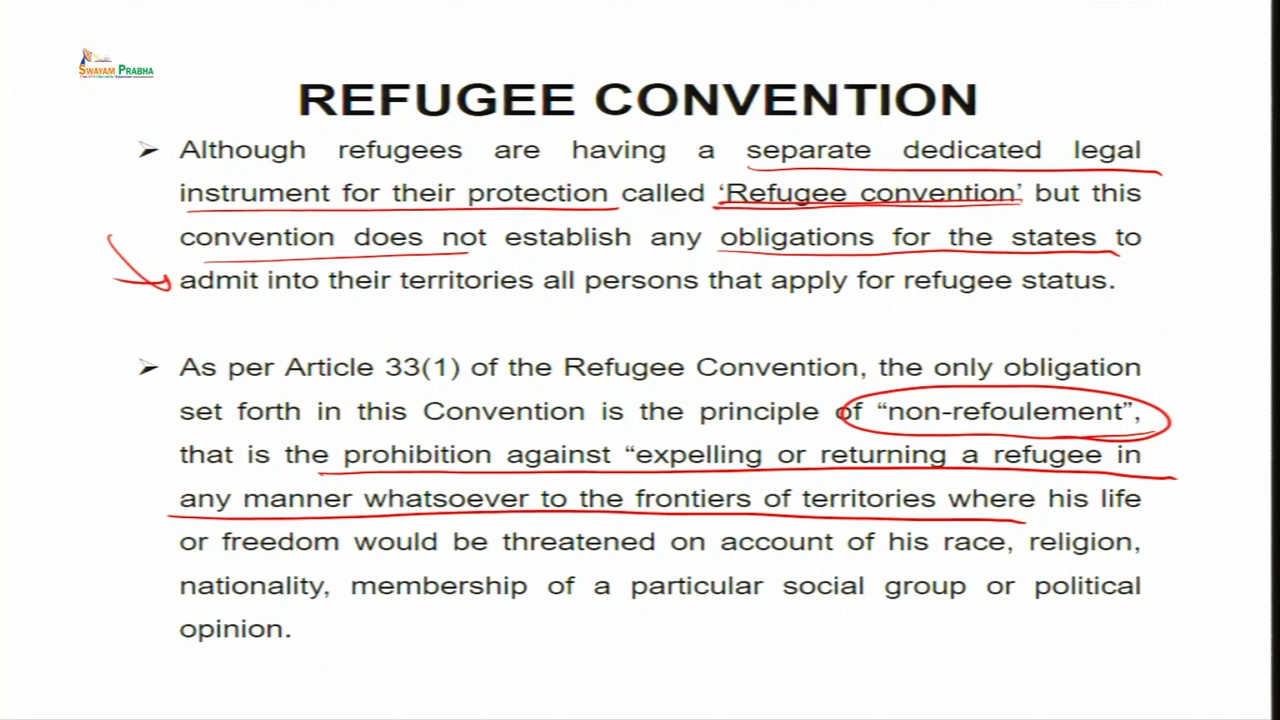 SWAYAM PRABHA
REFUGEE CONVENTION
➢ Although refugees are having a separate dedicated legal
instrument for their protection called ‘Refugee convention’ but this
convention does not establish any obligations for the states to
admit into their territories all persons that apply for refugee status.
➢ As per Article 33(1) of the Refugee Convention, the only obligation
set forth in this Convention is the principle of “non-refoulement”,
that is the prohibition against “expelling or returning a refugee in
any manner whatsoever to the frontiers of territories where his life
or freedom would be threatened on account of his race, religion,
nationality, membership of a particular social group or political
opinion.